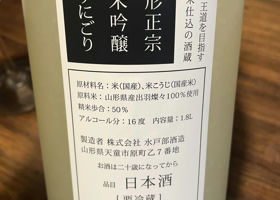 王道を目指す
米仕込の酒蔵
形正宗
米吟醸
にごり
原材料名：米(国産)、米こうじ(国産米)
原料米：山形県産出羽燦々100％使用
精米歩合：50％
アルコール分：16度 内容量：1.8L
製造者 株式会社 水戸部酒造
山形県天童市原町乙7番地
お酒は二十歳になってから
品目 日本酒
[要冷蔵]